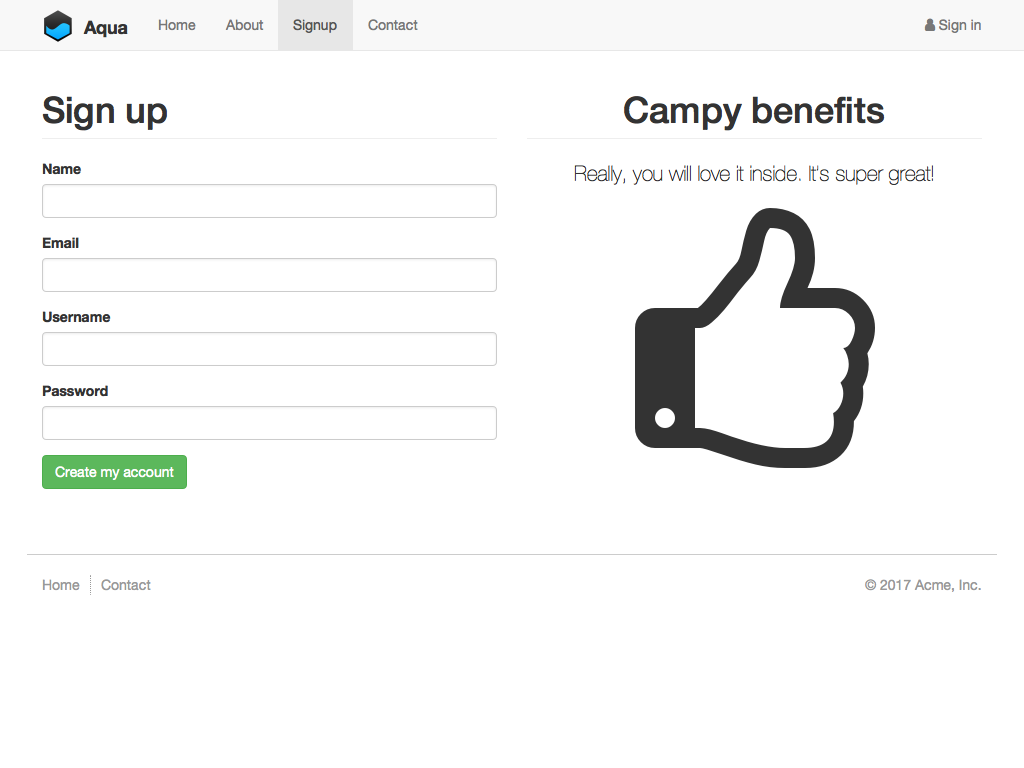 Aqua Home About Signup Contact Sign in
Sign up
Name
Email
Username
Password
Create my account
Campy benefits
Really, you will love it inside. It's super great!
Home Contact © 2017 Acme, Inc.